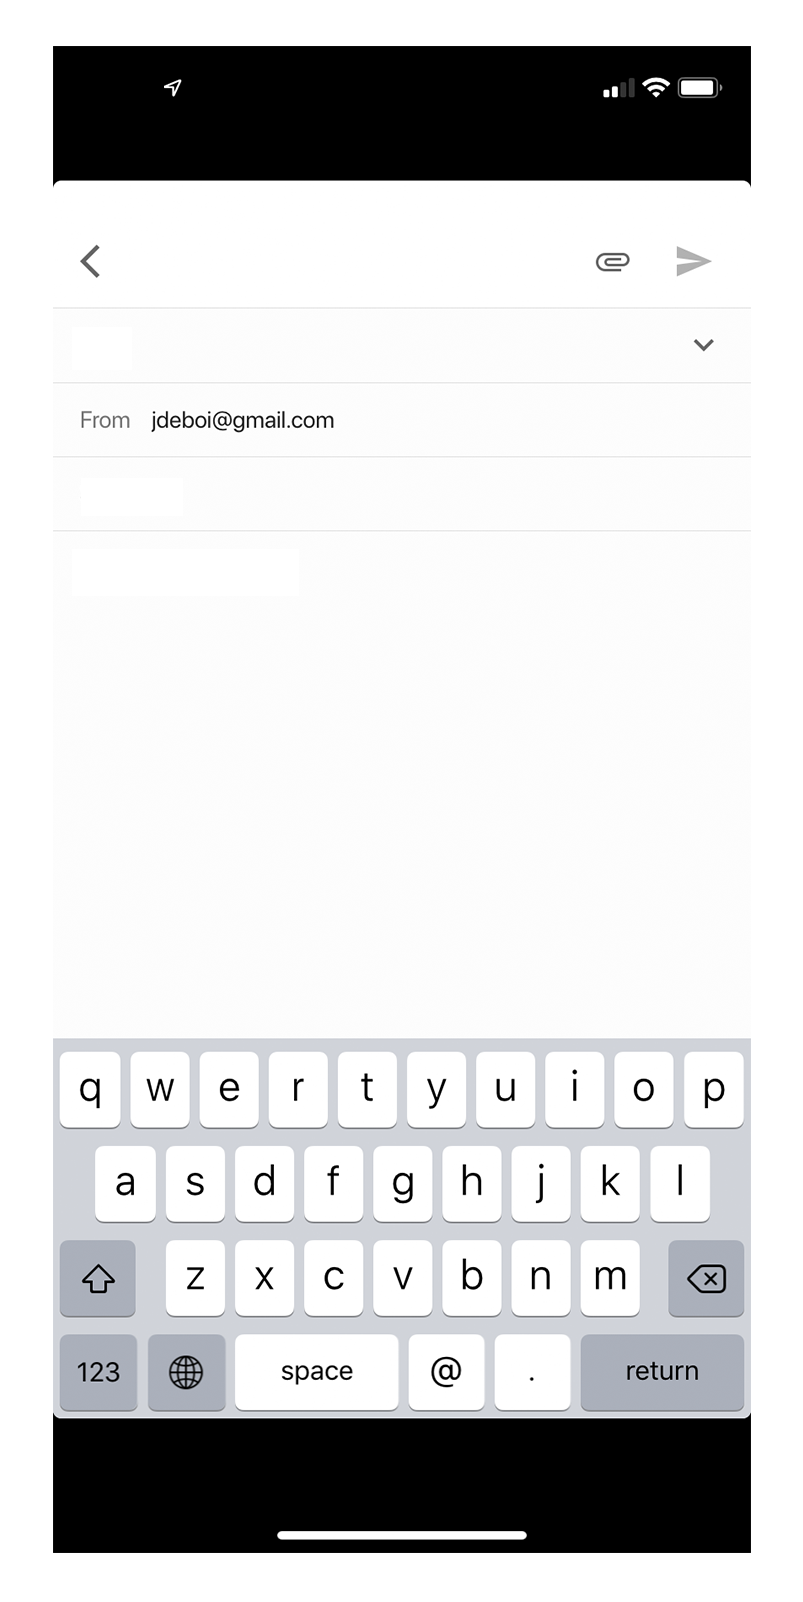 From jdeboi@gmail.com
q w e r t y u i o p
a s d f g h j k l
z x c v b n m
123 space @ . return